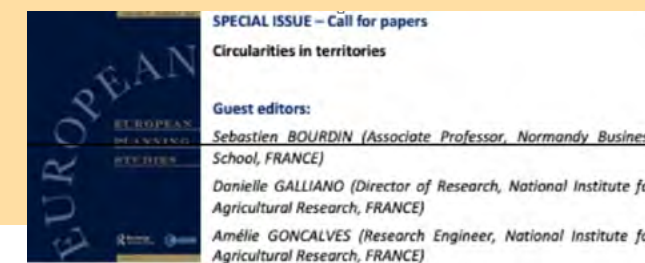 EUROPEAN
EUROPEAN
PLANNING
STUDIES
Routledge
SPECIAL ISSUE – Call for papers
Circularities in territories
Guest editors:
Sebastien BOURDIN (Associate Professor, Normandy Busines
School, FRANCE)
Danielle GALLIANO (Director of Research, National Institute fo
Agricultural Research, FRANCE)
Amélie GONCALVES (Research Engineer, National Institute fo
Agricultural Research, FRANCE)